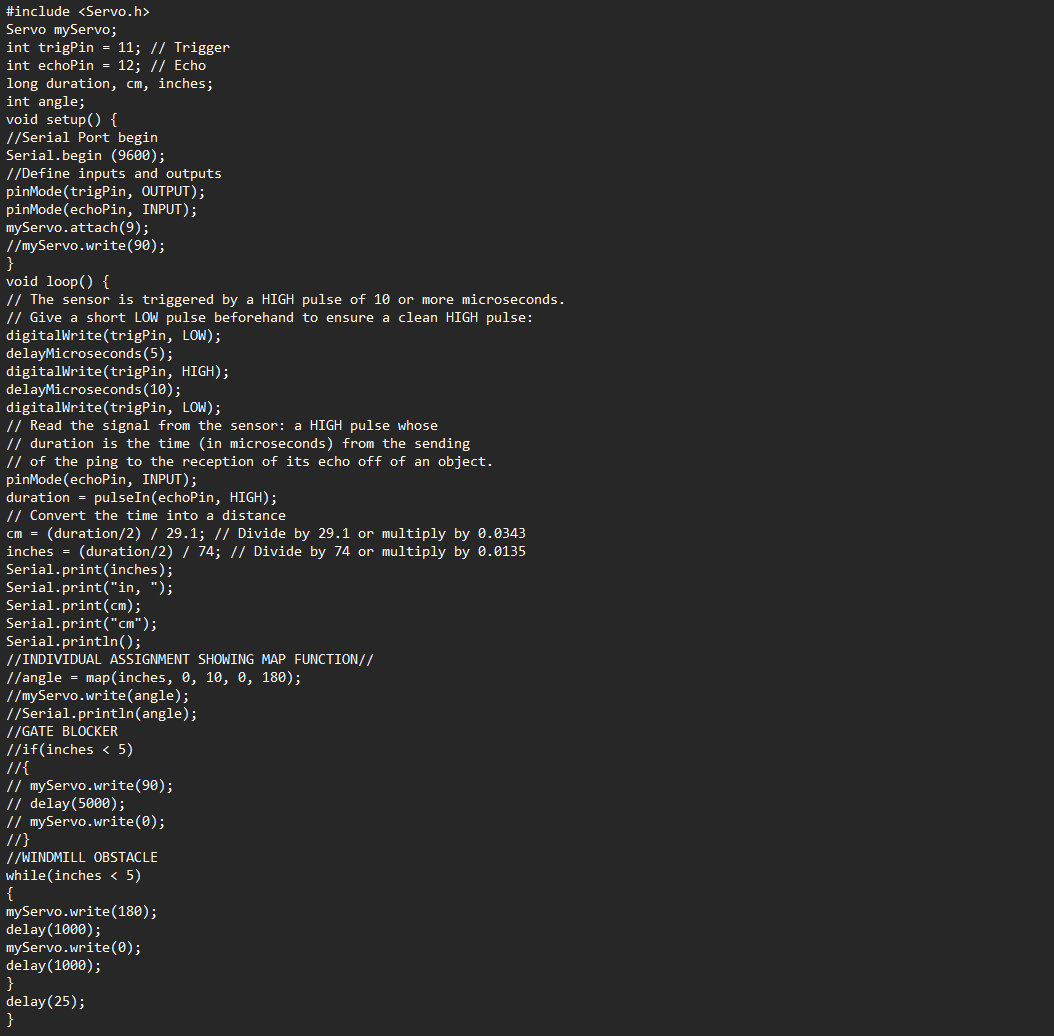 #include <Servo.h>
Servo myServo;
int trigPin = 11; // Trigger
int echoPin = 12; // Echo
long duration, cm, inches;
int angle;
void setup() {
//Serial Port begin
Serial.begin (9600);
//Define inputs and outputs
pinMode(trigPin, OUTPUT);
pinMode(echoPin, INPUT);
myServo.attach(9);
//myServo.write(90);
}
void loop() {
// The sensor is triggered by a HIGH pulse of 10 or more microseconds.
// Give a short LOW pulse beforehand to ensure a clean HIGH pulse:
digitalWrite(trigPin, LOW);
delayMicroseconds(5);
digitalWrite(trigPin, HIGH);
delayMicroseconds(10);
digitalWrite(trigPin, LOW);
// Read the signal from the sensor: a HIGH pulse whose
// duration is the time (in microseconds) from the sending
// of the ping to the reception of its echo off of an object.
pinMode(echoPin, INPUT);
duration = pulseIn(echoPin, HIGH);
// Convert the time into a distance
cm = (duration/2) / 29.1; // Divide by 29.1 or multiply by 0.0343
inches = (duration/2) / 74; // Divide by 74 or multiply by 0.0135
Serial.print(inches);
Serial.print("in, ");
Serial.print(cm);
Serial.print("cm");
Serial.println();
//INDIVIDUAL ASSIGNMENT SHOWING MAP FUNCTION//
//angle = map(inches, 0, 10, 0, 180);
//myServo.write(angle);
//Serial.println(angle);
//GATE BLOCKER
//if(inches < 5)
//{
// myServo.write(90);
// delay(5000);
// myServo.write(0);
//}
//WINDMILL OBSTACLE
while(inches < 5)
{
myServo.write(180);
delay(1000);
myServo.write(0);
delay(1000);
}
delay(25);
}